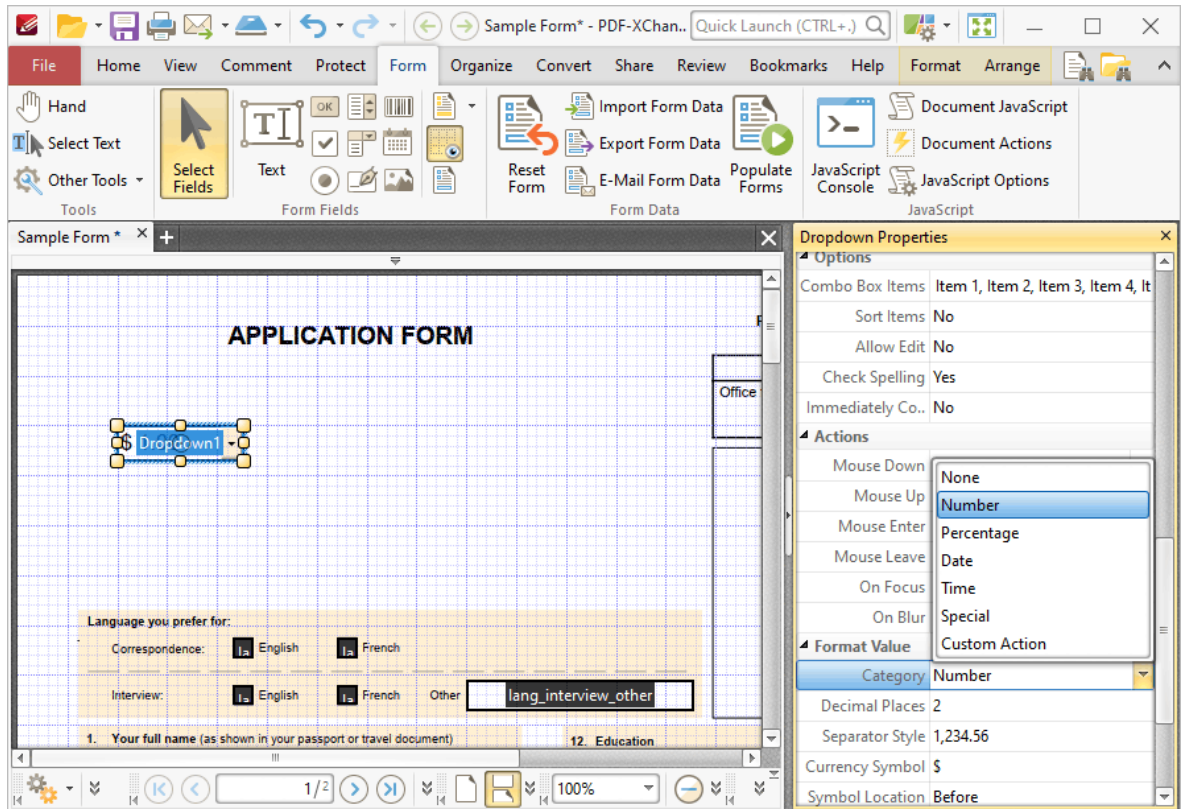 Sample Form* - PDF-XChan.. Quick Launch (CTRL+.)
File Home View Comment Protect Form Organize Convert Share Review Bookmarks Help Format Arrange
Hand
Select Text
Other Tools
Tools
Select Fields
Text
OK
Form Fields
Reset Form
Import Form Data
Export Form Data
E-Mail Form Data
Populate Forms
Form Data
JavaScript Console
Document JavaScript
Document Actions
JavaScript Options
JavaScript
Sample Form *
APPLICATION FORM
Office
$ Dropdown1
Language you prefer for:
Correspondence: la English la French
Interview: la English la French Other lang_interview_other
1. Your full name (as shown in your passport or travel document)
12. Education
1/2
100%
Dropdown Properties
Options
Combo Box Items Item 1, Item 2, Item 3, Item 4, It
Sort Items No
Allow Edit No
Check Spelling Yes
Immediately Co.. No
Actions
Mouse Down
Mouse Up
Mouse Enter
Mouse Leave
On Focus
On Blur
None
Number
Percentage
Date
Time
Special
Custom Action
Format Value
Category Number
Decimal Places 2
Separator Style 1,234.56
Currency Symbol $
Symbol Location Before